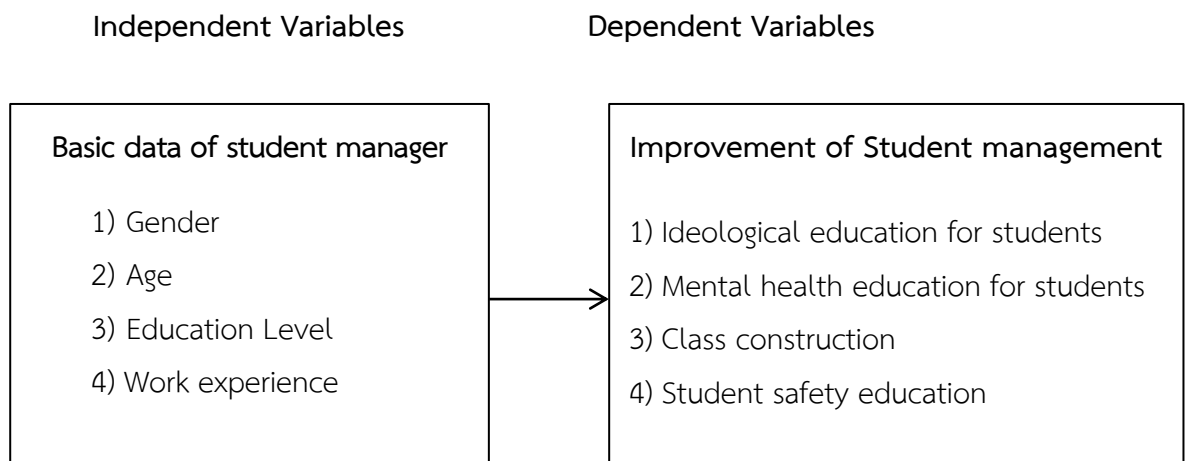 Independent Variables
Dependent Variables
Basic data of student manager
1) Gender
2) Age
3) Education Level
4) Work experience
Improvement of Student management
1) Ideological education for students
2) Mental health education for students
3) Class construction
4) Student safety education